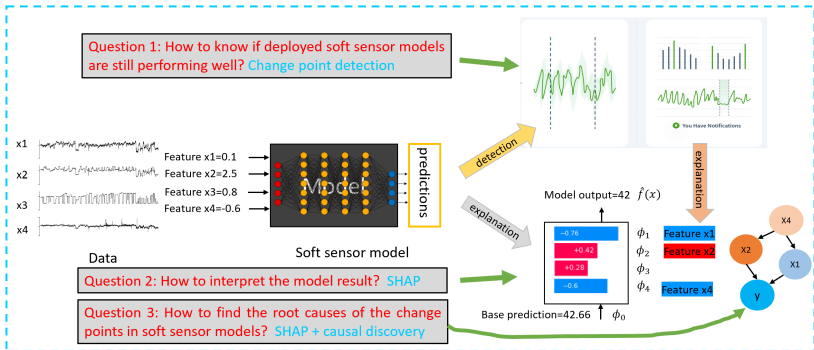 Question 1: How to know if deployed soft sensor models
are still performing well? Change point detection
You Have Notifications
x1
x2
x3
x4
Feature x1=0.1
Feature x2=2.5
Feature x3=0.8
Feature x4=-0.6
Model
predictions
detection
explanation
explanation
Data
Soft sensor model
Model output=42 f̂(x)
−0.76
+0.42
+0.28
−0.6
ϕ1
ϕ2
ϕ3
ϕ4
Feature x1
Feature x2
Feature x4
X4
X2
X1
y
Base prediction=42.66 ϕ0
Question 2: How to interpret the model result? SHAP
Question 3: How to find the root causes of the change
points in soft sensor models? SHAP + causal discovery